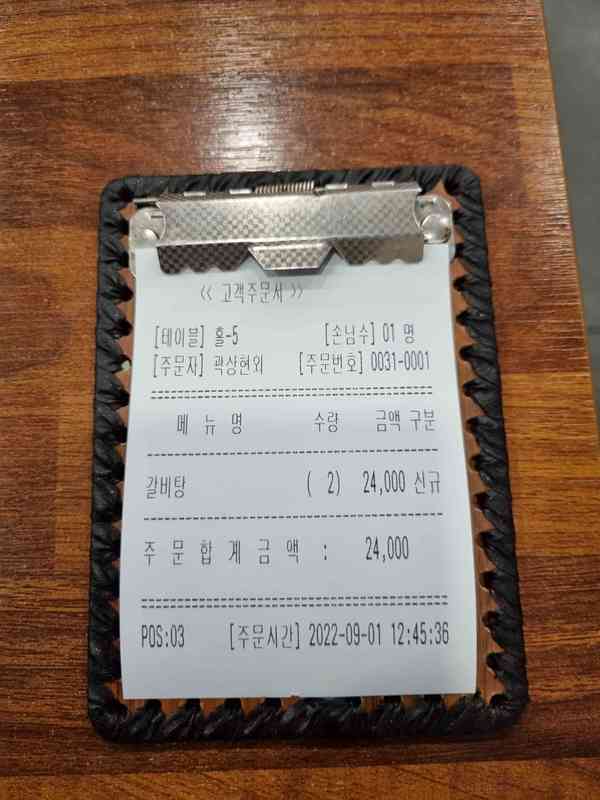 << 고객주문서 >>
[테이블] 홀-5 [손님수] 01 명
[주문자] 곽상현외 [주문번호] 0031-0001
메 뉴 명 수량 금액 구분
갈비탕 ( 2) 24,000 신규
주 문 합 계 금 액 : 24,000
POS:03 [주문시간] 2022-09-01 12:45:36